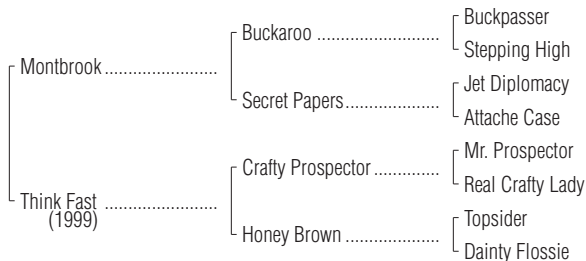 Buckpasser
Buckaroo ........................
Stepping High
Montbrook ......................
Jet Diplomacy
Secret Papers ...................
Attache Case
Mr. Prospector
Crafty Prospector .............
Real Crafty Lady
Think Fast ......................
(1999)
Topsider
Honey Brown ...................
Dainty Flossie